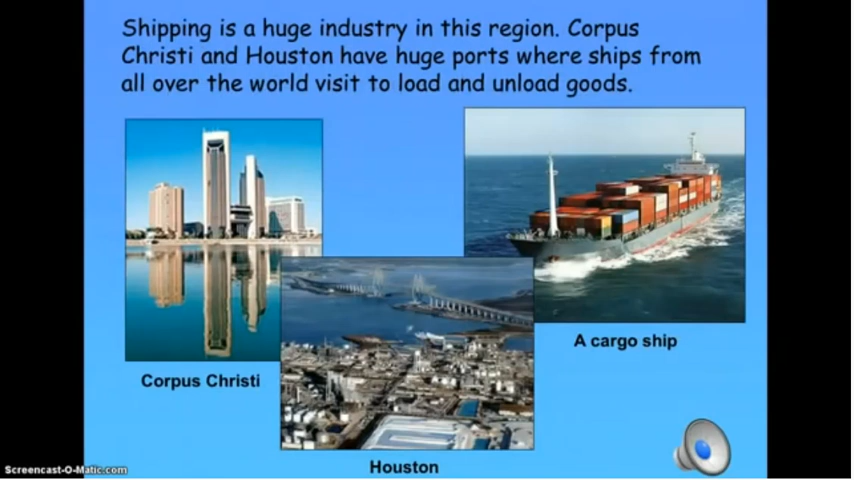 Shipping is a huge industry in this region. Corpus
Christi and Houston have huge ports where ships from
all over the world visit to load and unload goods.
A cargo ship
Corpus Christi
Houston
Screencast-O-Matic.com